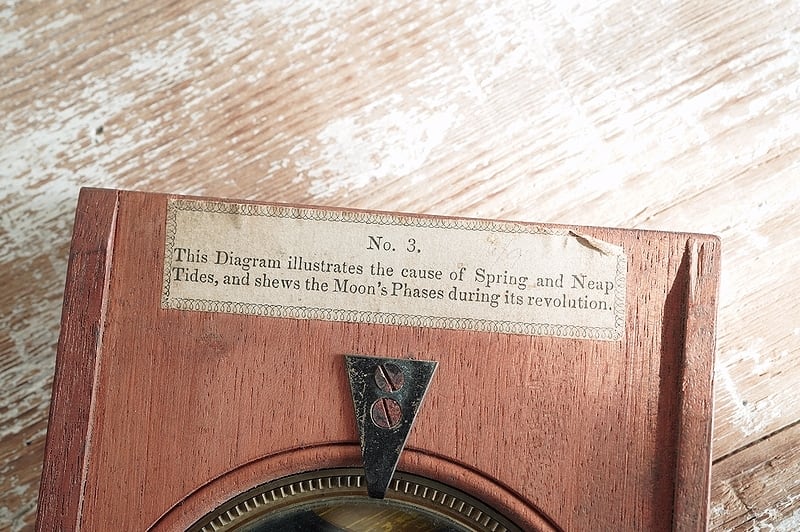 No. 3.
This Diagram illustrates the cause of Spring and Neap
Tides, and shews the Moon's Phases during its revolution.